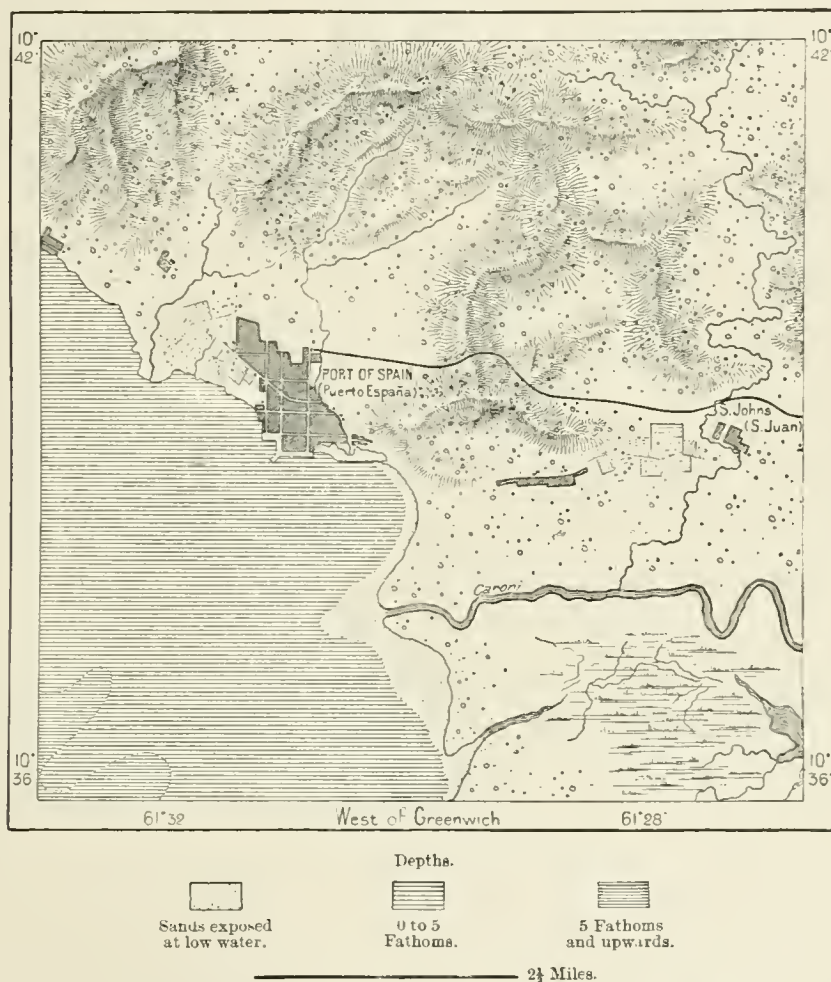 10°
42'
10°
42'
PORT OF SPAIN
(Puerto España)
S. Johns
(S. Juan)
Caroni
10°
36'
10°
36'
61°32'
West of Greenwich
61°28'
Depths.
Sands exposed
at low water.
0 to 5
Fathoms.
5 Fathoms
and upwards.
2½ Miles.